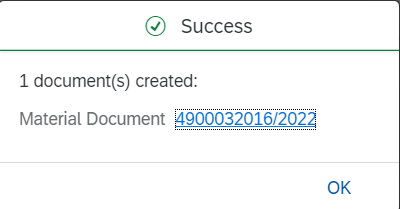 Success
1 document(s) created:
Material Document 4900032016/2022
OK